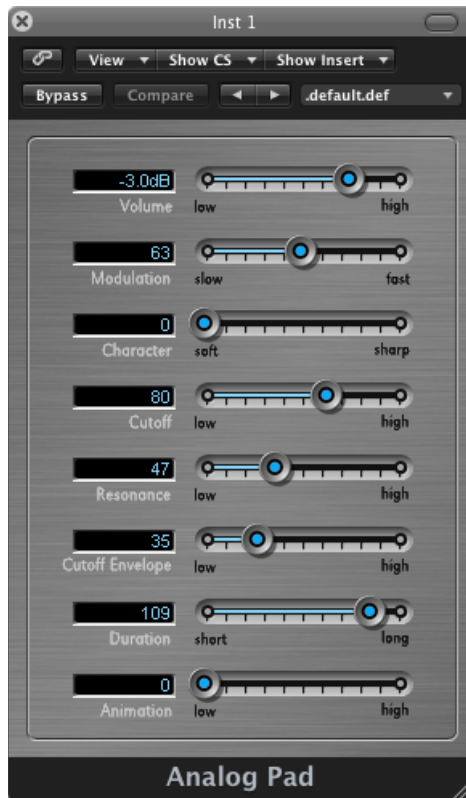 Inst 1
View Show CS Show Insert
Bypass Compare .default.def
-3.0dB
Volume low high
63
Modulation slow fast
0
Character soft sharp
80
Cutoff low high
47
Resonance low high
35
Cutoff Envelope low high
109
Duration short long
0
Animation low high
Analog Pad